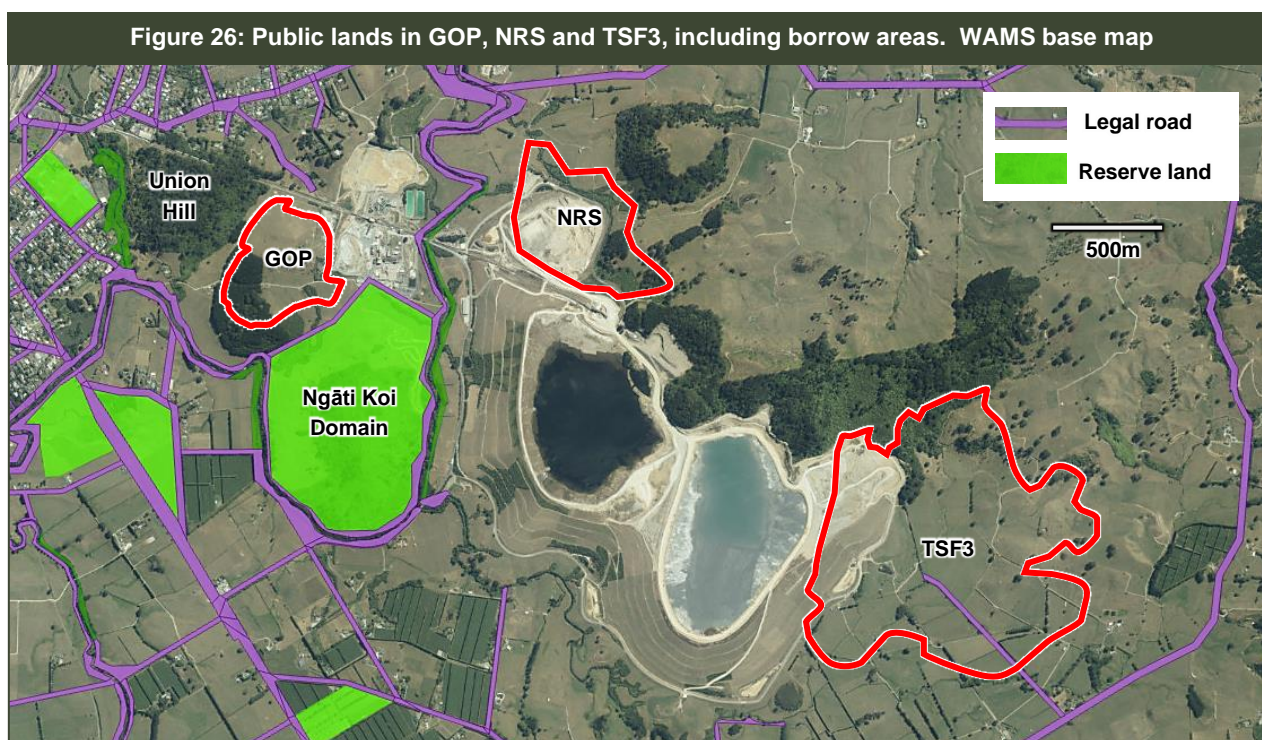 Figure 26: Public lands in GOP, NRS and TSF3, including borrow areas. WAMS base map
Legal road
Reserve land
500m
Union
Hill
GOP
NRS
Ngāti Koi
Domain
TSF3